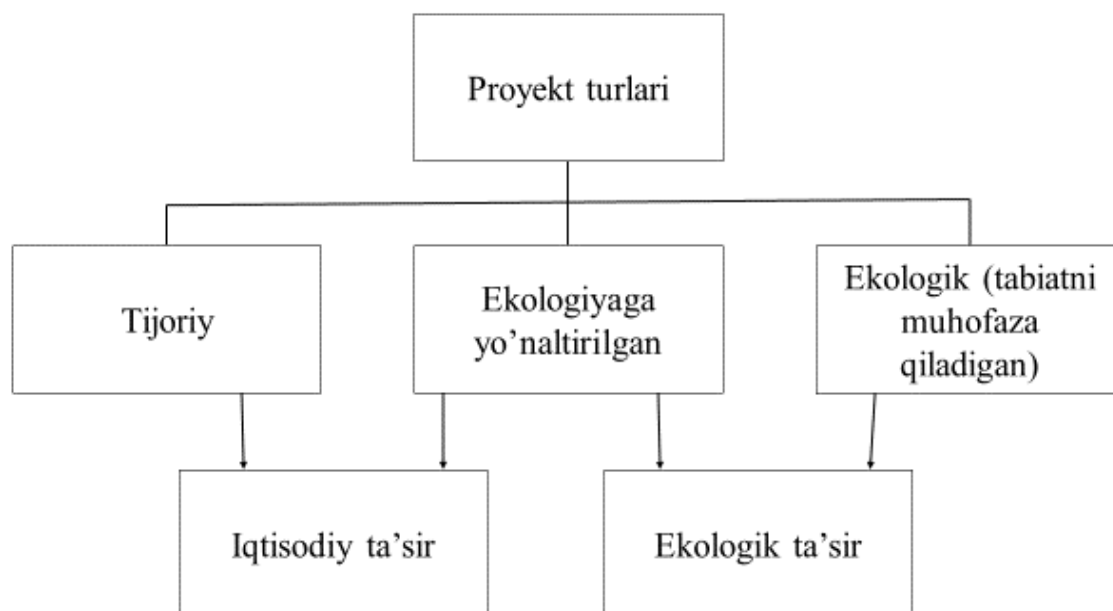 Proyekt turlari
Tijoriy
Ekologiyaga
yo’naltirilgan
Ekologik (tabiatni
muhofaza
qiladigan)
Iqtisodiy ta’sir
Ekologik ta’sir